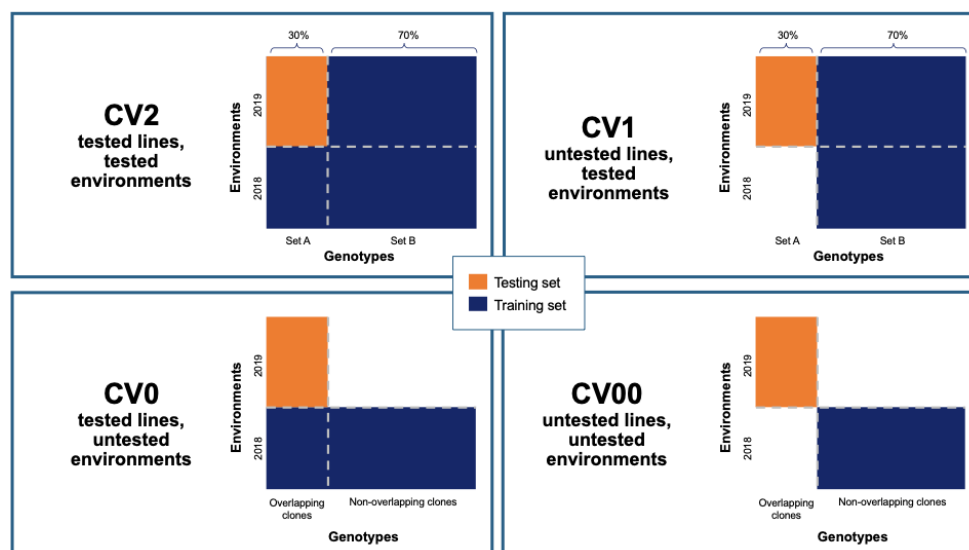 30%
70%
CV2
tested lines,
tested
environments
Environments
2019
2018
Set A
Set B
Genotypes
30%
70%
CV1
untested lines,
tested
environments
Environments
2019
2018
Set A
Set B
Genotypes
Testing set
Training set
CV0
tested lines,
untested
environments
Environments
2019
2018
Overlapping
clones
Non-overlapping clones
Genotypes
CV00
untested lines,
untested
environments
Environments
2019
2018
Overlapping
clones
Non-overlapping clones
Genotypes